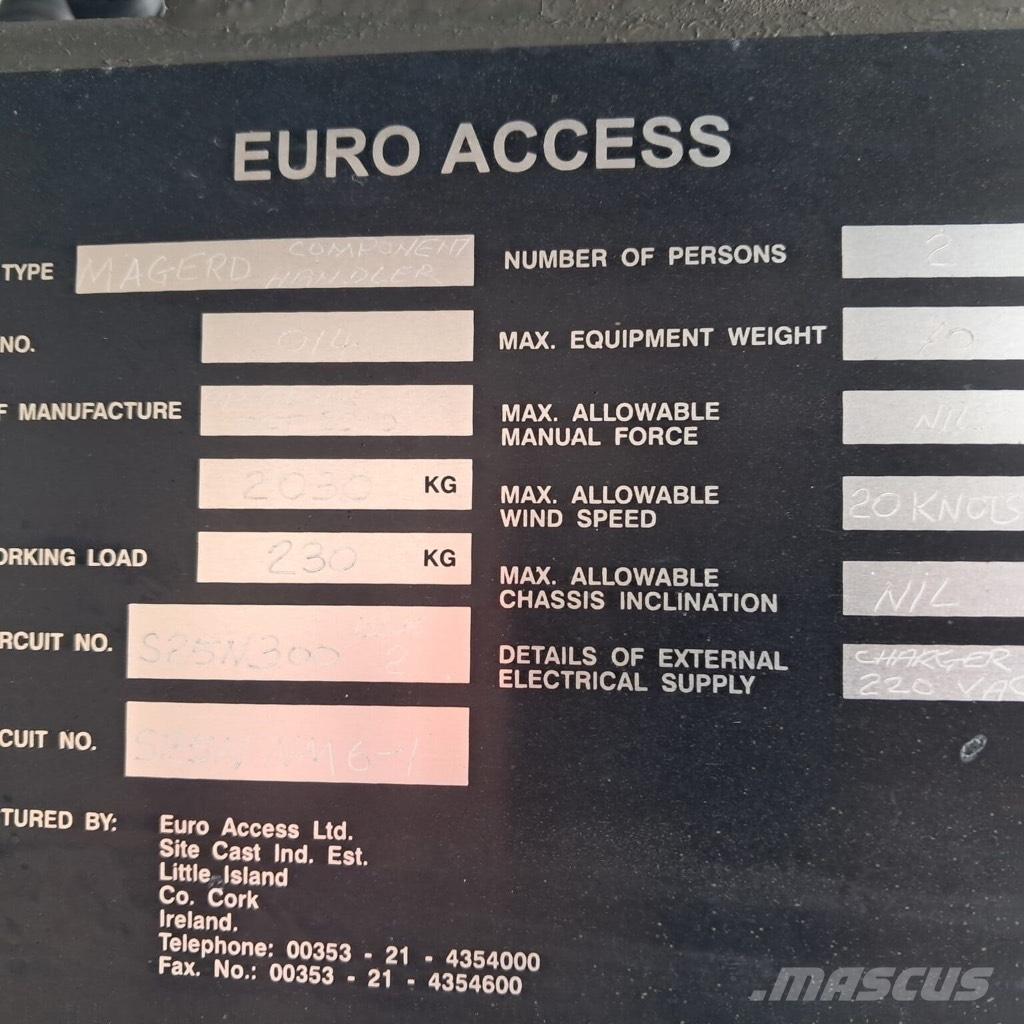 EURO ACCESS
TYPE MAGERD COMPONENT HANDLER
NO. 014
F MANUFACTURE
2030 KG
ORKING LOAD 230 KG
RCUIT NO. S25N300 2
CUIT NO. M6-1
TURED BY: Euro Access Ltd.
Site Cast Ind. Est.
Little Island
Co. Cork
Ireland.
Telephone: 00353 - 21 - 4354000
Fax. No.: 00353 - 21 - 4354600
NUMBER OF PERSONS 2
MAX. EQUIPMENT WEIGHT
MAX. ALLOWABLE
MANUAL FORCE NIL
MAX. ALLOWABLE
WIND SPEED 20 KNOTS
MAX. ALLOWABLE
CHASSIS INCLINATION NIL
DETAILS OF EXTERNAL CHARGER
ELECTRICAL SUPPLY 220 VAC
.MASCUS